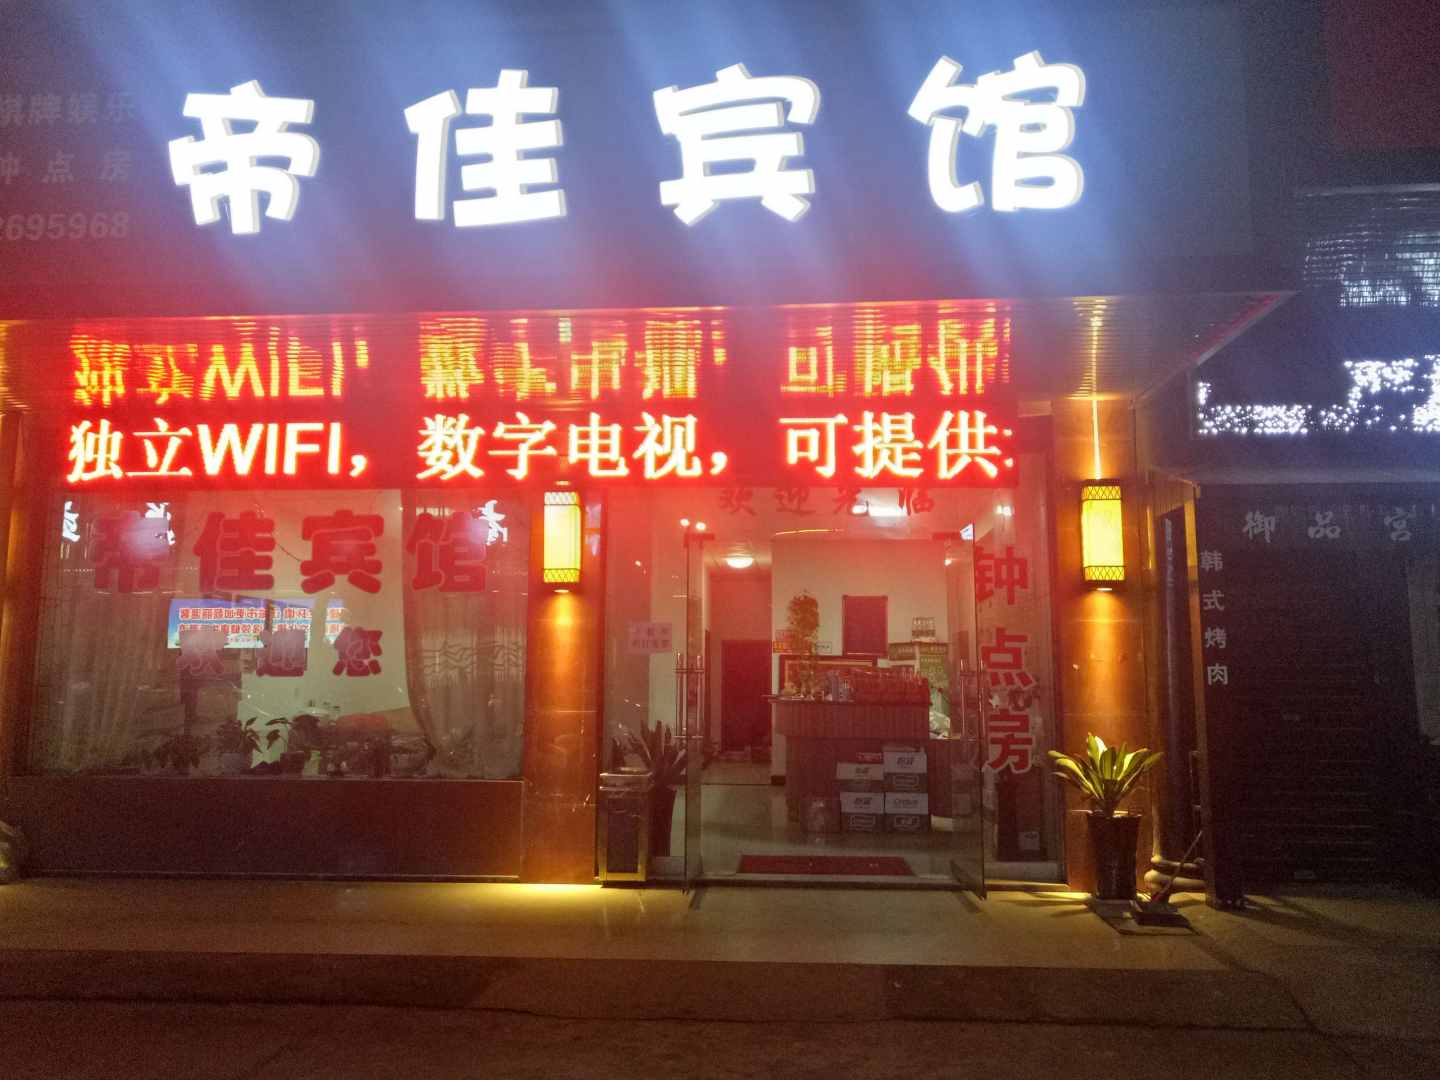 帝佳宾馆
棋牌娱乐
钟点房
2695968
独立WIFI，数字电视，可提供
欢迎光临
帝佳宾馆
欢迎您
钟点房
御品宫
韩式烤肉